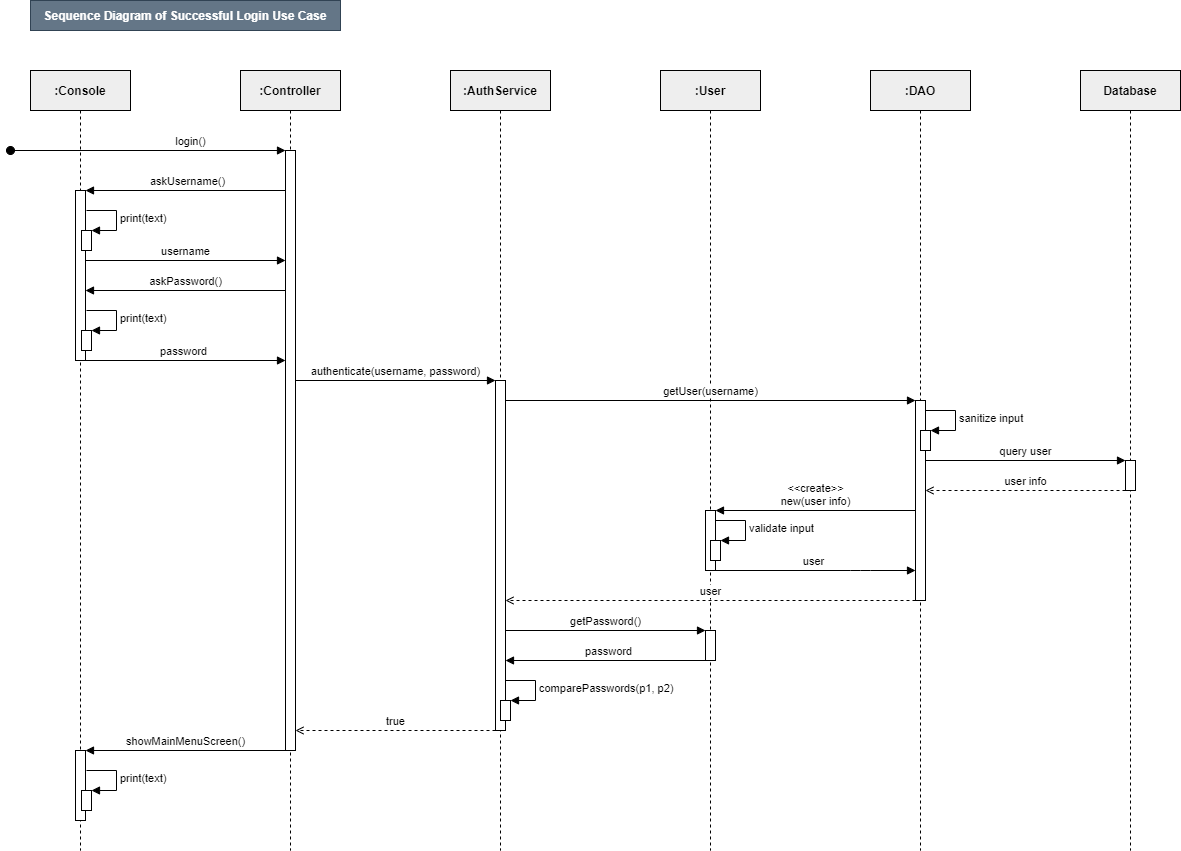 Sequence Diagram of Successful Login Use Case
:Console
:Controller
:AuthService
:User
:DAO
Database
login()
askUsername()
print(text)
username
askPassword()
print(text)
password
authenticate(username, password)
getUser(username)
sanitize input
query user
user info
<<create>>
new(user info)
validate input
user
user
getPassword()
password
comparePasswords(p1, p2)
true
showMainMenuScreen()
print(text)